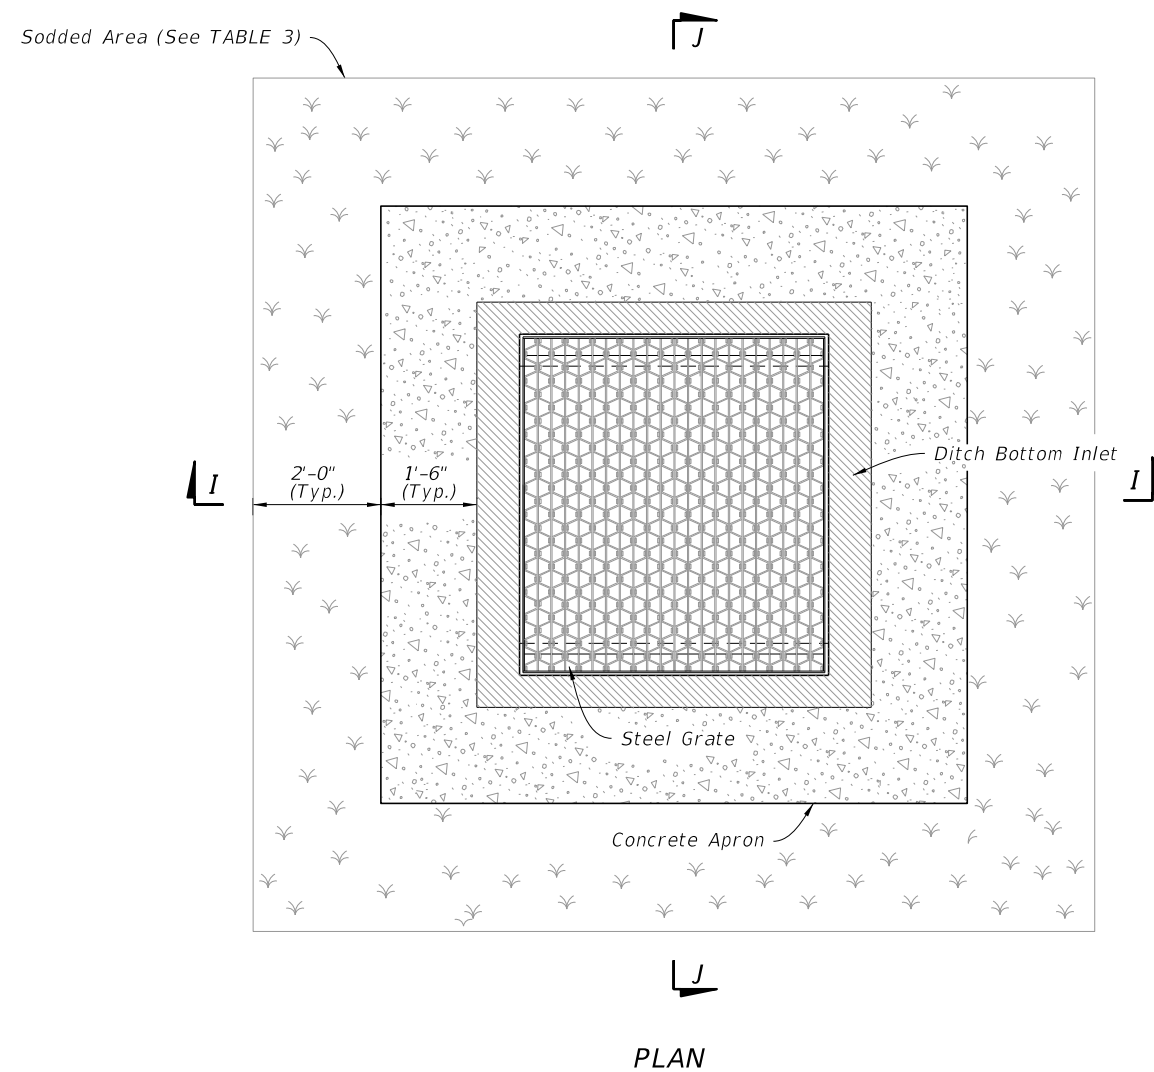 J
Sodded Area (See TABLE 3)
Ditch Bottom Inlet
2'-0"
(Typ.)
1'-6"
(Typ.)
I
I
Steel Grate
Concrete Apron
J
PLAN